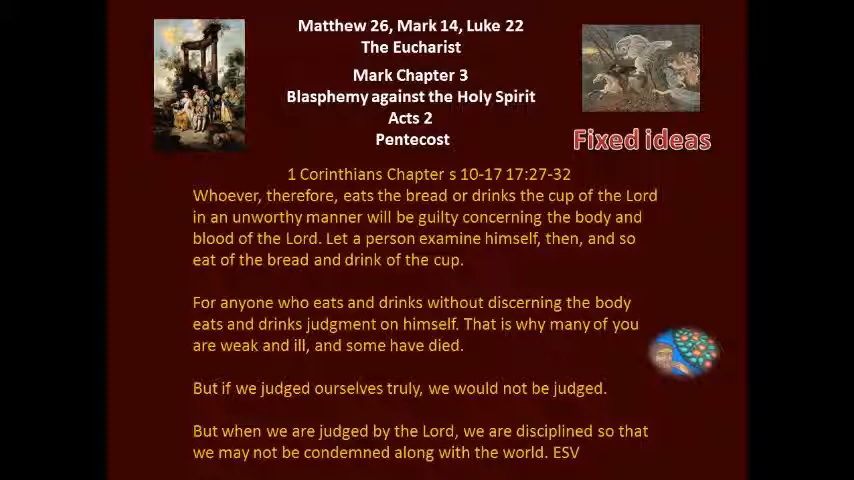 Matthew 26, Mark 14, Luke 22
The Eucharist
Mark Chapter 3
Blasphemy against the Holy Spirit
Acts 2
Pentecost
Fixed ideas
1 Corinthians Chapter s 10-17 17:27-32
Whoever, therefore, eats the bread or drinks the cup of the Lord
in an unworthy manner will be guilty concerning the body and
blood of the Lord. Let a person examine himself, then, and so
eat of the bread and drink of the cup.
For anyone who eats and drinks without discerning the body
eats and drinks judgment on himself. That is why many of you
are weak and ill, and some have died.
But if we judged ourselves truly, we would not be judged.
But when we are judged by the Lord, we are disciplined so that
we may not be condemned along with the world. ESV